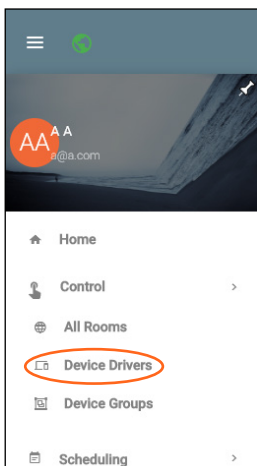 AA
A A
a@a.com
Home
Control
All Rooms
Device Drivers
Device Groups
Scheduling